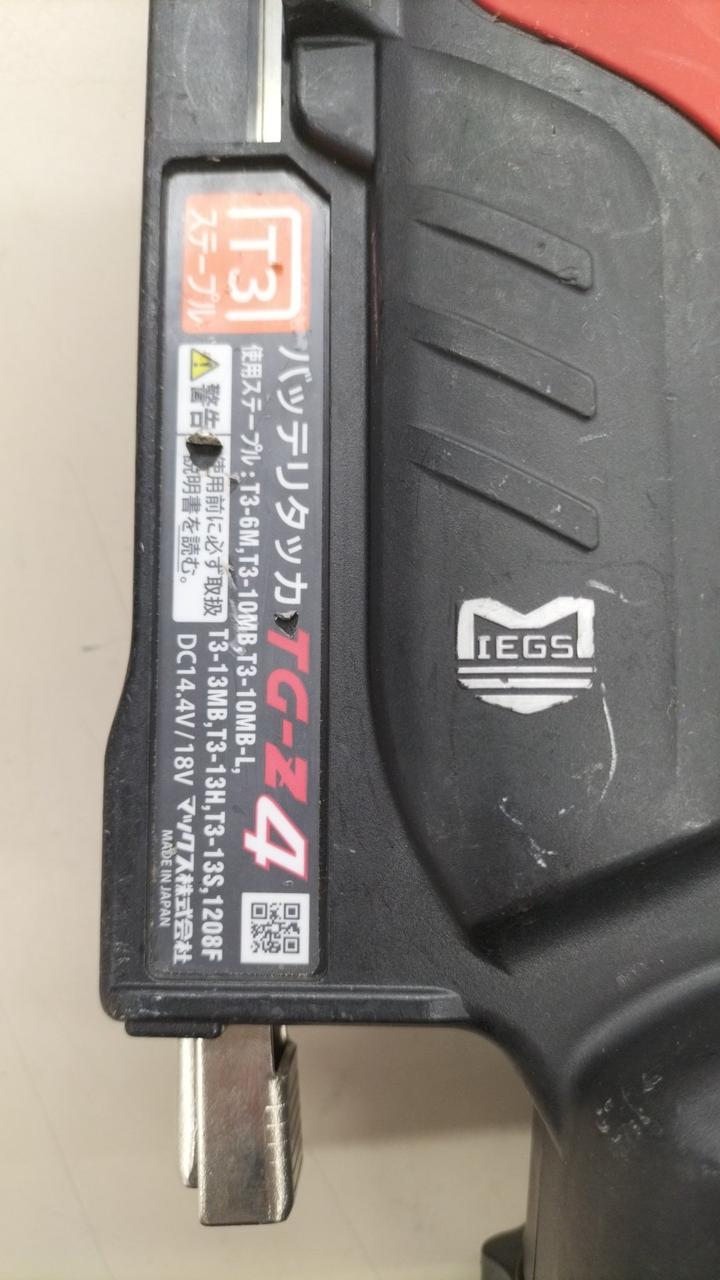 T3
ステープル
バッテリタッカ TG-Z4
使用ステープル：T3-6M,T3-10MB,T3-10MB-L,
T3-13MB,T3-13H,T3-13S,1208F
警告
使用前に必ず取扱
説明書を読む。
DC14.4V/18V マックス株式会社
MADE IN JAPAN
MIEGS